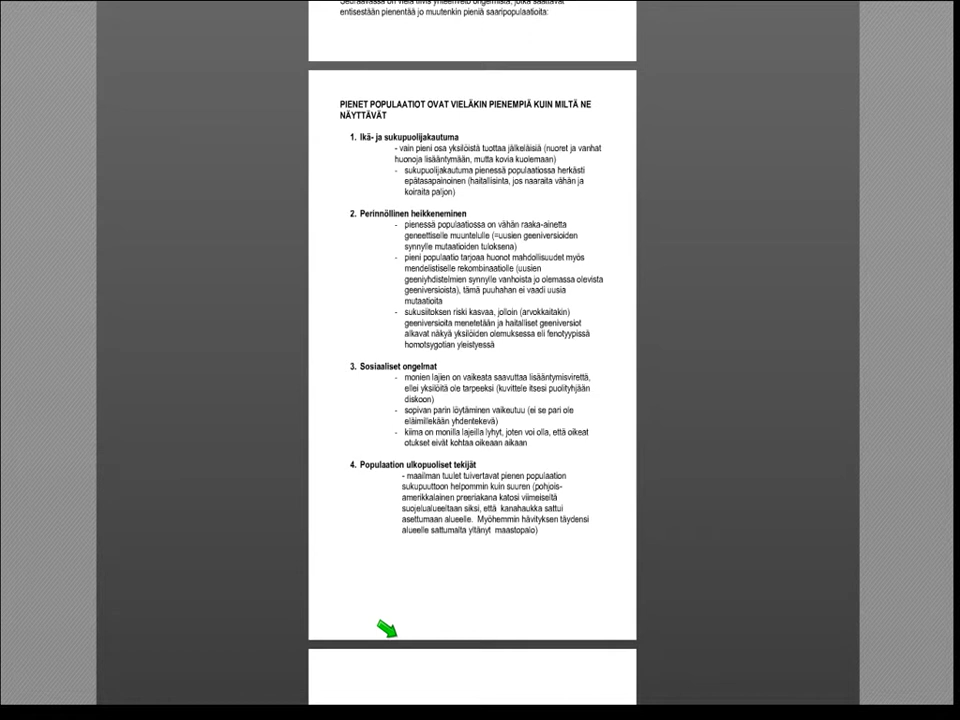 entisestään pienentää jo muutenkin pieniä saaripopulaatioita:
PIENET POPULAATIOT OVAT VIELÄKIN PIENEMPIÄ KUIN MILTÄ NE
NÄYTTÄVÄT
1. Ikä- ja sukupuolijakautuma
- vain pieni osa yksilöistä tuottaa jälkeläisiä (nuoret ja vanhat
huonoja lisääntymään, mutta kovia kuolemaan)
- sukupuolijakautuma pienessä populaatiossa herkästi
epätasapainoinen (haitallisinta, jos naaraita vähän ja
koiraita paljon)
2. Perinnöllinen heikkeneminen
- pienessä populaatiossa on vähän raaka-ainetta
geneettiselle muuntelulle (=uusien geeniversioiden
synnylle mutaatioiden tuloksena)
- pieni populaatio tarjoaa huonot mahdollisuudet myös
mendelistiselle rekombinaatiolle (uusien
geeniyhdistelmien synnylle vanhoista jo olemassa olevista
geeniversioista), tämä puuhahan ei vaadi uusia
mutaatioita
- sukusiitoksen riski kasvaa, jolloin (arvokkaitakin)
geeniversioita menetetään ja haitalliset geeniversiot
alkavat näkyä yksilöiden olemuksessa eli fenotyypissä
homotsygotian yleistyessä
3. Sosiaaliset ongelmat
- monien lajien on vaikeata saavuttaa lisääntymisvirettä,
ellei yksilöitä ole tarpeeksi (kuvittele itsesi puolityhjään
diskoon)
- sopivan parin löytäminen vaikeutuu (ei se pari ole
eläimillekään yhdentekevä)
- kiima on monilla lajeilla lyhyt, joten voi olla, että oikeat
otukset eivät kohtaa oikeaan aikaan
4. Populaation ulkopuoliset tekijät
- maailman tuulet tuivertavat pienen populaation
sukupuuttoon helpommin kuin suuren (pohjois-
amerikkalainen preeriakana katosi viimeiseltä
suojelualueeltaan siksi, että kanahaukka sattui
asettumaan alueelle. Myöhemmin hävityksen täydensi
alueelle sattumalta yltänyt maastopalo)